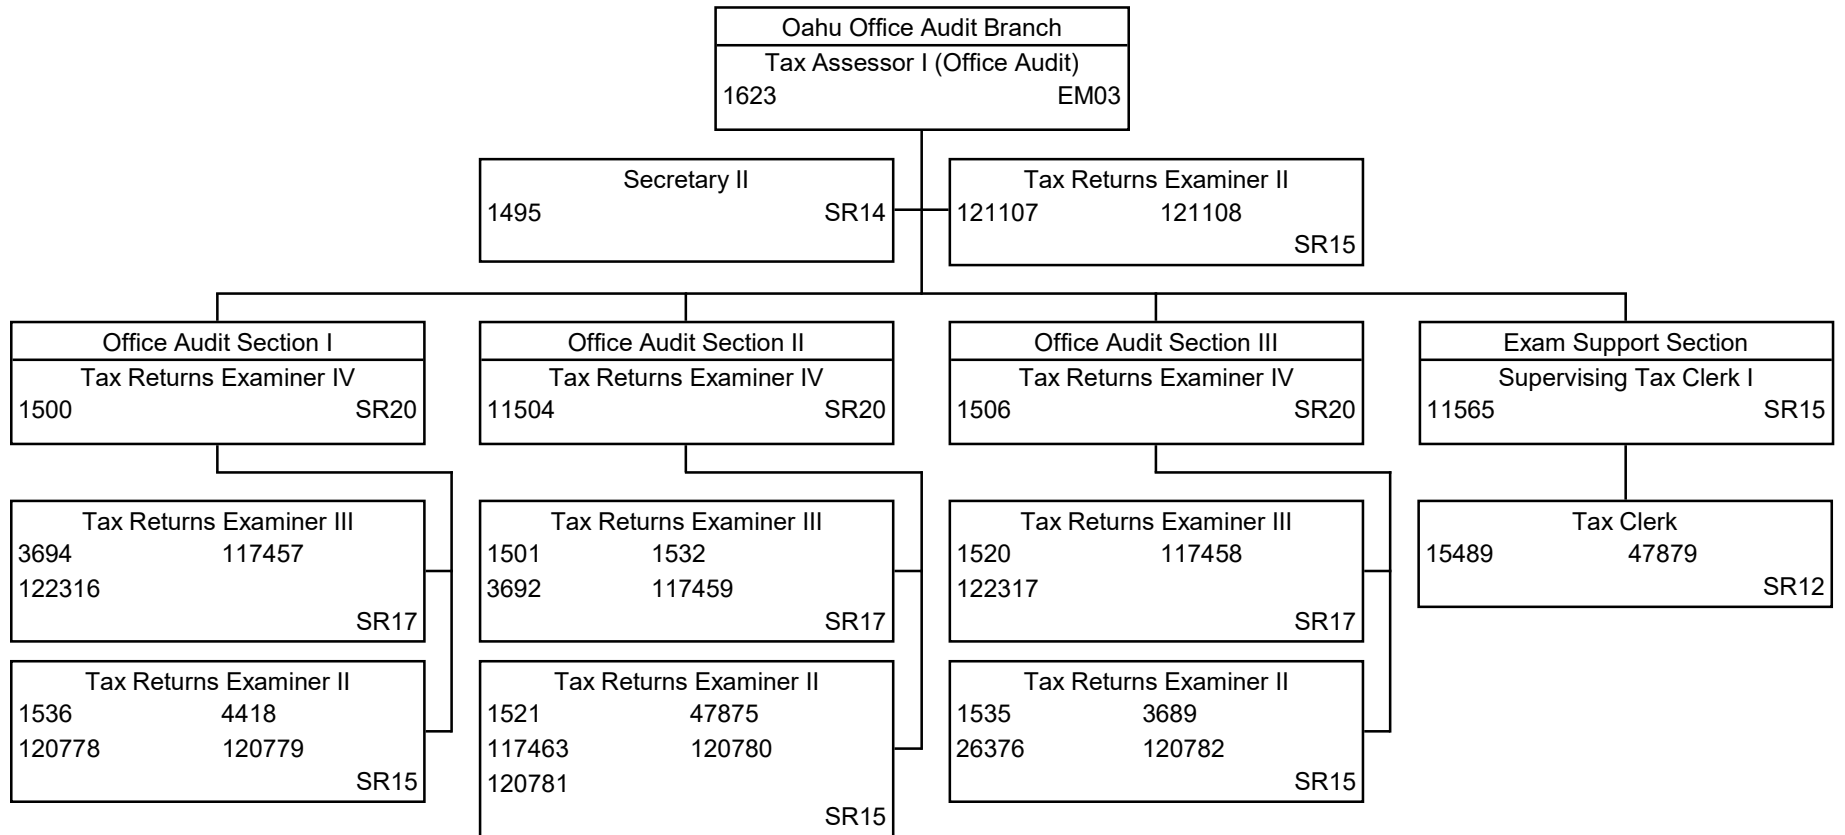 Oahu Office Audit Branch
Tax Assessor I (Office Audit)
1623 EM03
Secretary II
1495 SR14
Tax Returns Examiner II
121107 121108
SR15
Office Audit Section I
Tax Returns Examiner IV
1500 SR20
Office Audit Section II
Tax Returns Examiner IV
11504 SR20
Office Audit Section III
Tax Returns Examiner IV
1506 SR20
Exam Support Section
Supervising Tax Clerk I
11565 SR15
Tax Returns Examiner III
3694 117457
122316
SR17
Tax Returns Examiner III
1501 1532
3692 117459
SR17
Tax Returns Examiner III
1520 117458
122317
SR17
Tax Clerk
15489 47879
SR12
Tax Returns Examiner II
1536 4418
120778 120779
SR15
Tax Returns Examiner II
1521 47875
117463 120780
120781
SR15
Tax Returns Examiner II
1535 3689
26376 120782
SR15